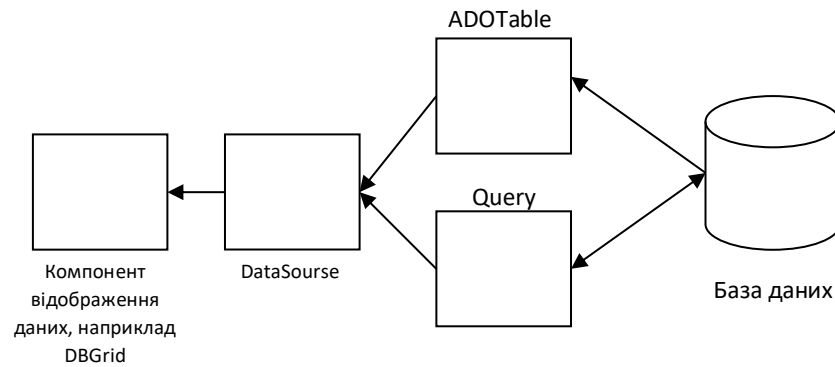 ADOTable
Query
Компонент
відображення
даних, наприклад
DBGrid
DataSourse
База даних